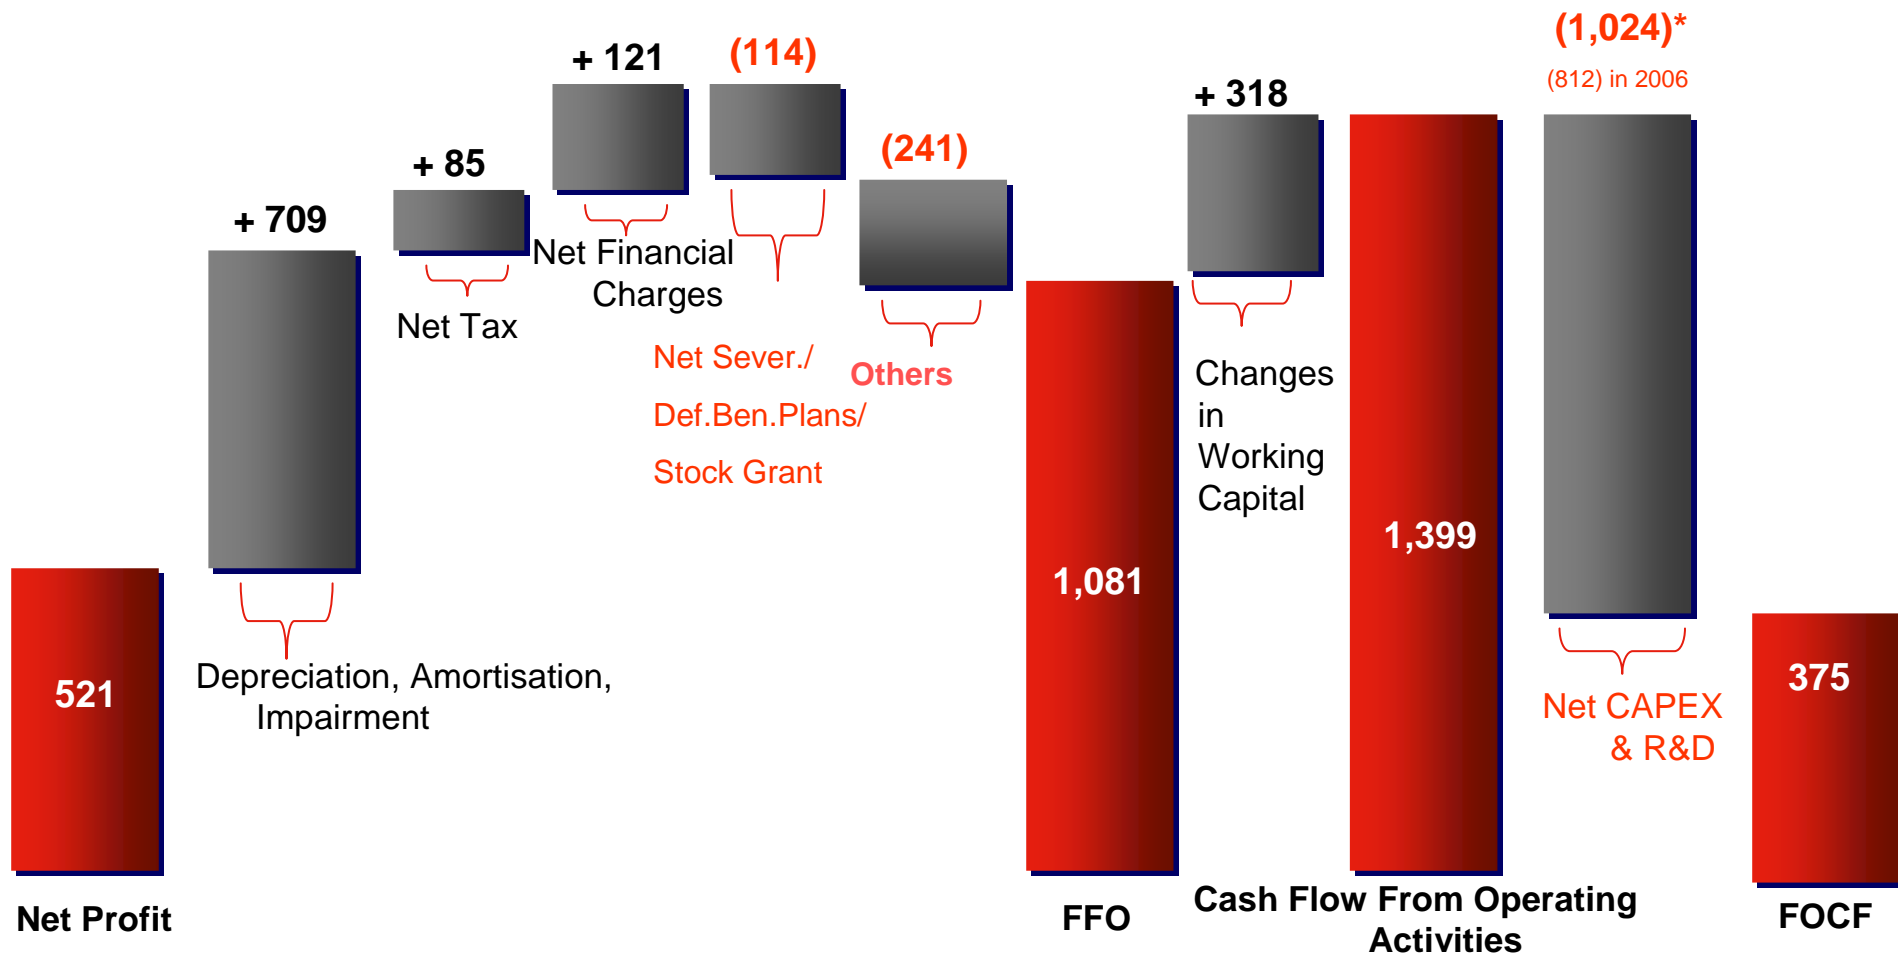 + 121
(114)
(1,024)*
(812) in 2006
+ 318
(241)
+ 85
+ 709
Net Financial
Charges
Net Tax
Net Sever./
Def.Ben.Plans/
Stock Grant
Others
Changes
in
Working
Capital
Depreciation, Amortisation,
Impairment
521
1,081
1,399
375
Net CAPEX
& R&D
Net Profit
FFO
Cash Flow From Operating
Activities
FOCF